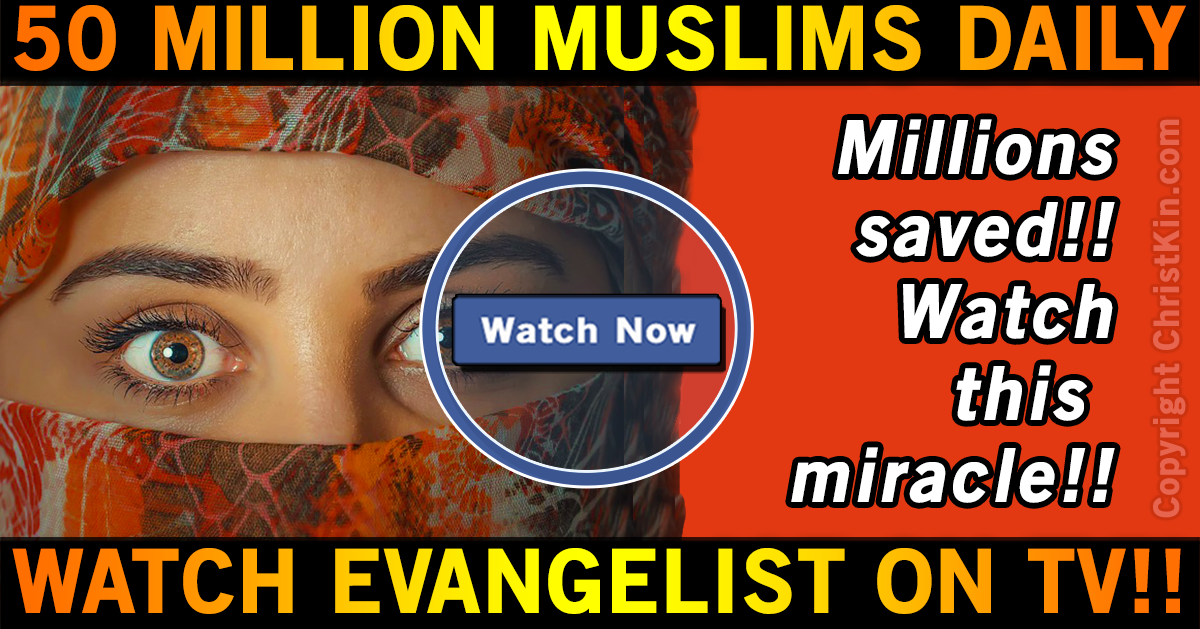 50 MILLION MUSLIMS DAILY
Millions
saved!!
Watch
this
miracle!!
Watch Now
Copyright ChristKin.com
WATCH EVANGELIST ON TV!!